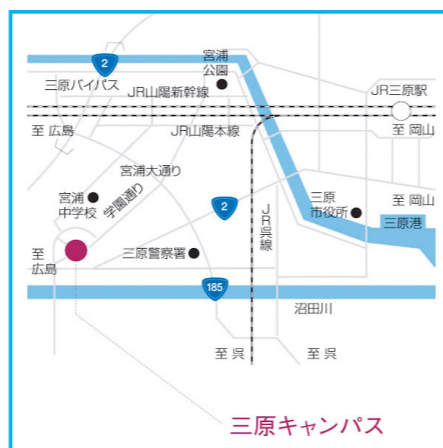 宮浦
公園
2
三原バイパス
JR山陽新幹線
JR三原駅
至 広島
JR山陽本線
至 岡山
宮浦大通り
宮浦
中学校
学園通り
2
JR呉線
三原
市役所
至 岡山
三原港
至
広島
三原警察署
185
沼田川
至 呉
至 呉
三原キャンパス